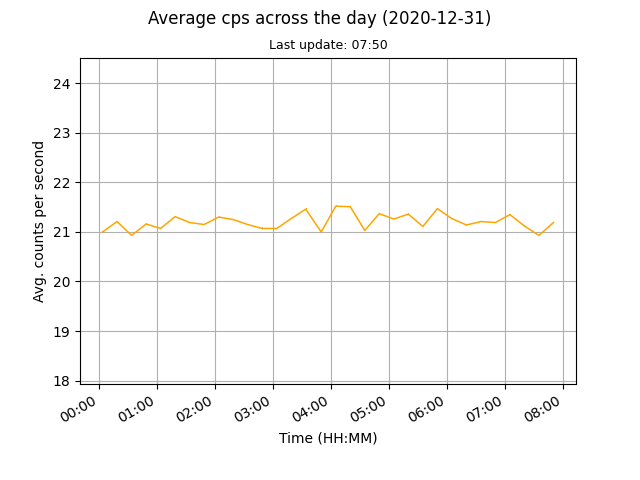 Average cps across the day (2020-12-31)
Last update: 07:50
24
23
22
21
20
19
18
Avg. counts per second
00:00 01:00 02:00 03:00 04:00 05:00 06:00 07:00 08:00
Time (HH:MM)